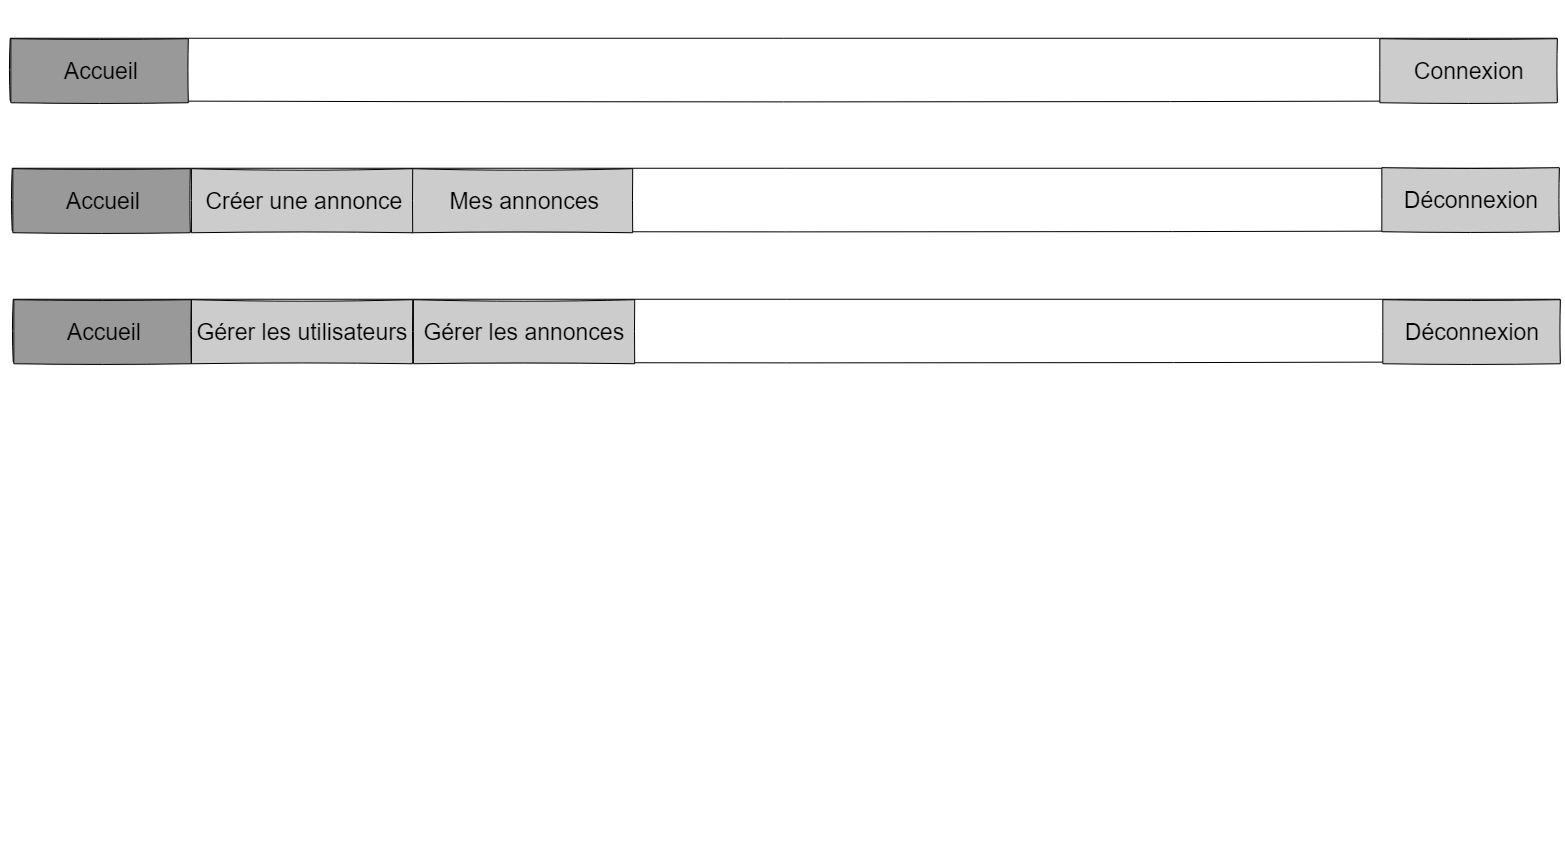 Accueil Connexion
Accueil Créer une annonce Mes annonces Déconnexion
Accueil Gérer les utilisateurs Gérer les annonces Déconnexion